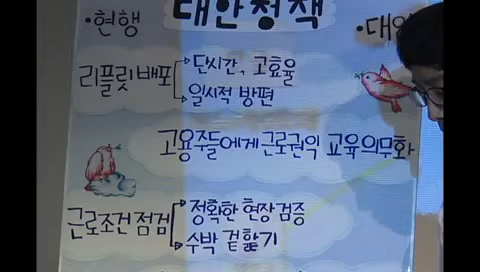 대안정책
•현행
•대안
리플릿 배포
→단시간, 고효율
→일시적 방편
고용주들에게 근로권익 교육 의무화
근로조건 점검
→정확한 현장 검증
→수박 겉핥기